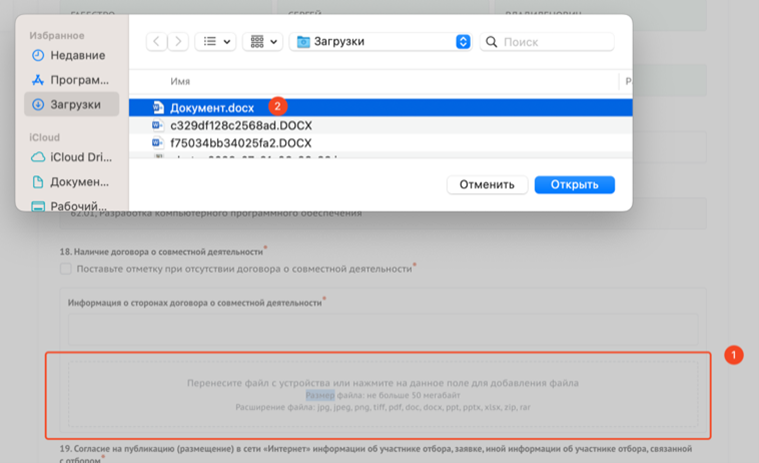 СЕРГЕЙ
Избранное
Недавние
Програм...
Загрузки
iCloud
iCloud Dri...
Докумен...
Рабочий...
Загрузки
Поиск
Имя
Документ.docx
2
c329df128c2568ad.DOCX
f75034bb34025fa2.DOCX
Отменить
Открыть
62.01, Разработка компьютерного программного обеспечения
18. Наличие договора о совместной деятельности*
Поставьте отметку при отсутствии договора о совместной деятельности*
Информация о сторонах договора о совместной деятельности*
1
Перенесите файл с устройства или нажмите на данное поле для добавления файла
Размер файла: не больше 50 мегабайт
Расширение файла: jpg, jpeg, png, tiff, pdf, doc, docx, ppt, pptx, xlsx, zip, rar
19. Согласие на публикацию (размещение) в сети «Интернет» информации об участнике отбора, заявке, иной информации об участнике отбора, связанной
с отбором*